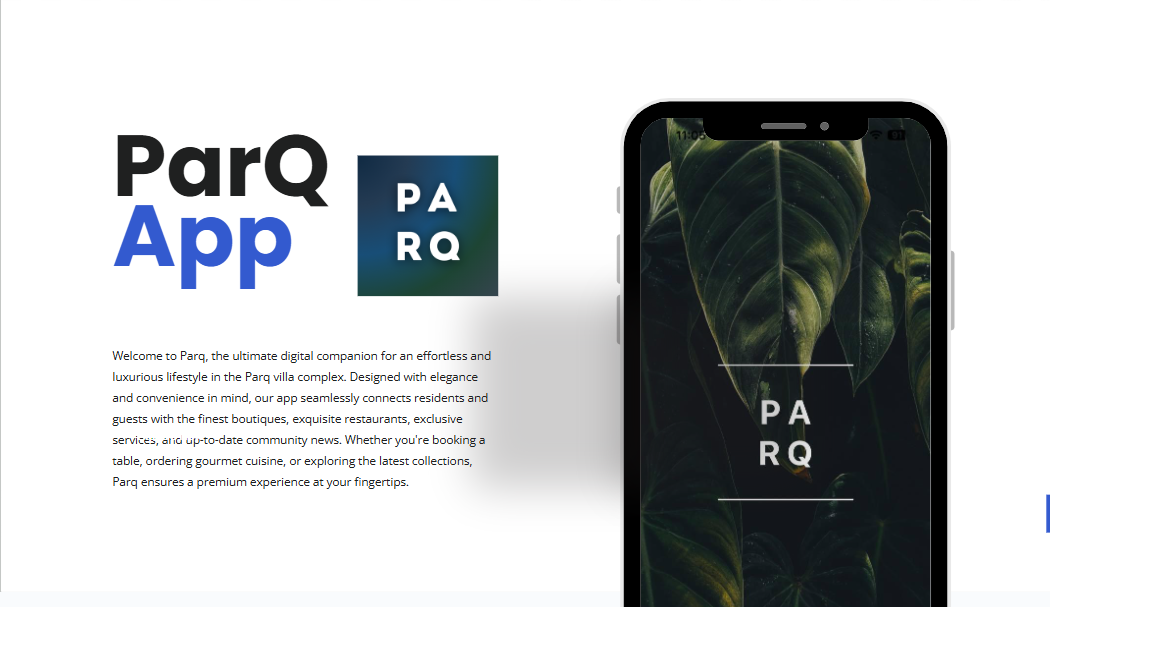 ParQ
App
PA
RQ
Welcome to Parq, the ultimate digital companion for an effortless and
luxurious lifestyle in the Parq villa complex. Designed with elegance
and convenience in mind, our app seamlessly connects residents and
guests with the finest boutiques, exquisite restaurants, exclusive
services, and up-to-date community news. Whether you're booking a
table, ordering gourmet cuisine, or exploring the latest collections,
Parq ensures a premium experience at your fingertips.
PA
RQ